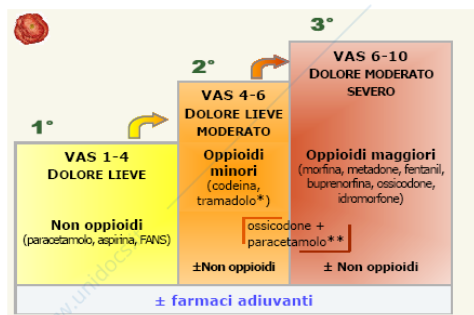 3°
2°
1°
VAS 6-10
DOLORE MODERATO
SEVERO
VAS 4-6
DOLORE LIEVE
MODERATO
VAS 1-4
DOLORE LIEVE
Oppioidi
minori
(codeina,
tramadolo*)
Oppioidi maggiori
(morfina, metadone, fentanil,
buprenorfina, ossicodone,
idromorfone)
Non oppioidi
(paracetamolo, aspirina, FANS)
ossicodone +
paracetamolo**
±Non oppioidi
± Non oppioidi
± farmaci adiuvanti
www.unidocs.